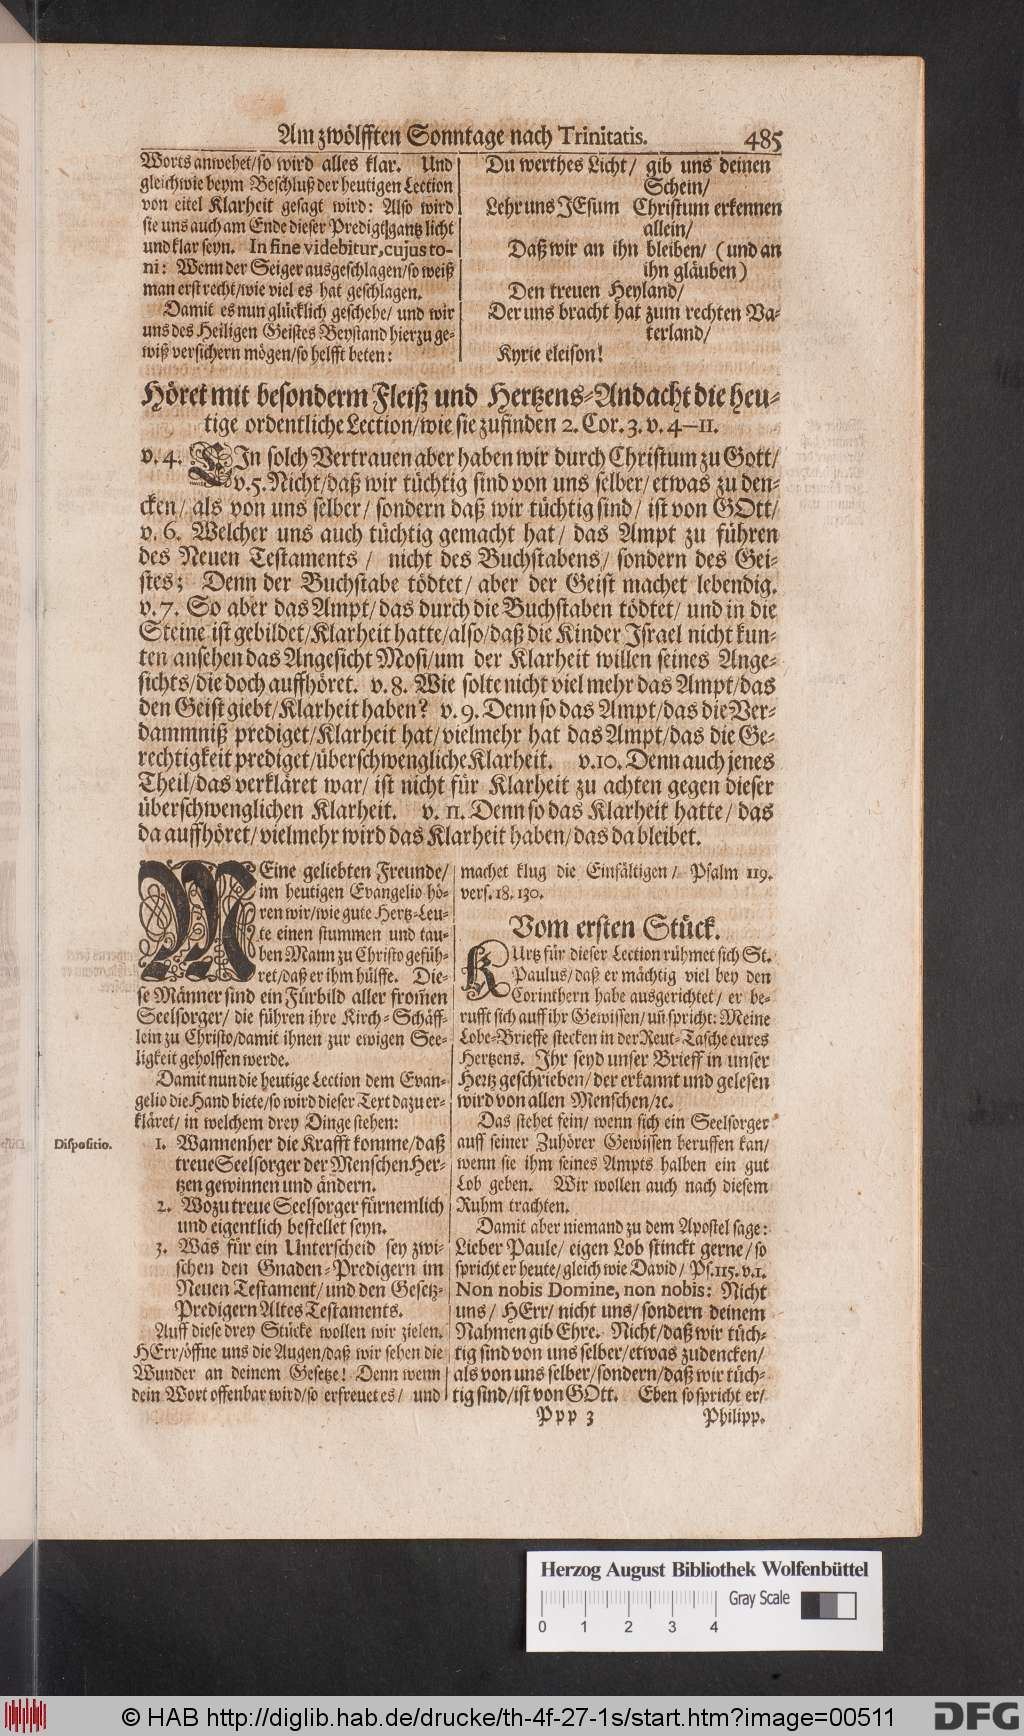 Am zwölfften Sonntage nach Trinitatis. 485
Worts anwehet/so wird alles klar. Und
gleichwie beym Beschluß der heutigen Lection
von eitel Klarheit gesagt wird: Also wird
sie uns auch am Ende dieser Predigt gantz licht
und klar seyn. In fine videbitur, cujus to-
ni: Wenn der Seiger ausgeschlagen/so weiß
man erst recht/wie viel es hat geschlagen.
Damit es nun glücklich geschehe/ und wir
uns des Heiligen Geistes Beystand hierzu ge-
wiß versichern mögen/so helfft beten:
Du werthes Licht/ gib uns deinen
Schein/
Lehr uns JEsum Christum erkennen
allein/
Daß wir an ihn bleiben/ (und an
ihn gläuben)
Den treuen Heyland/
Der uns bracht hat zum rechten Va-
terland/
Kyrie eleison!
Höret mit besonderm Fleiß und Hertzens-Andacht die heu-
tige ordentliche Lection/wie sie zufinden 2. Cor. 3. v. 4—11.
v. 4. EIn solch Vertrauen aber haben wir durch Christum zu Gott/
v. 5. Nicht/daß wir tüchtig sind von uns selber/ etwas zu den-
cken/ als von uns selber/ sondern daß wir tüchtig sind/ ist von GOtt/
v. 6. Welcher uns auch tüchtig gemacht hat/ das Ampt zu führen
des Neuen Testaments/ nicht des Buchstabens/ sondern des Gei-
stes; Denn der Buchstabe tödtet/ aber der Geist machet lebendig.
v. 7. So aber das Ampt/das durch die Buchstaben tödtet/ und in die
Steine ist gebildet/Klarheit hatte/also/daß die Kinder Israel nicht kun-
ten ansehen das Angesicht Mosi/um der Klarheit willen seines Ange-
sichts/die doch auffhöret. v. 8. Wie solte nicht viel mehr das Ampt/das
den Geist giebt/Klarheit haben? v. 9. Denn so das Ampt/das die Ver-
dammniß prediget/Klarheit hat/vielmehr hat das Ampt/das die Ge-
rechtigkeit prediget/überschwengliche Klarheit. v. 10. Denn auch jenes
Theil/das verkläret war/ ist nicht für Klarheit zu achten gegen dieser
überschwenglichen Klarheit. v. 11. Denn so das Klarheit hatte/ das
da auffhöret/vielmehr wird das Klarheit haben/das da bleibet.
MEine geliebten Freunde/
im heutigen Evangelio hö-
ren wir/wie gute Hertz-Leu-
te einen stummen und tau-
ben Mann zu Christo gefüh-
ret/daß er ihm hülffe. Die-
se Männer sind ein Fürbild aller from̃en
Seelsorger/ die führen ihre Kirch-Schäff-
lein zu Christo/damit ihnen zur ewigen See-
ligkeit geholffen werde.
Damit nun die heutige Lection dem Evan-
gelio die Hand biete/so wird dieser Text dazu er-
kläret/ in welchem drey Dinge stehen:
Dispositio.
1. Wannenher die Krafft komme/daß
treue Seelsorger der Menschen Her-
tzen gewinnen und ändern.
2. Wozu treue Seelsorger fürnemlich
und eigentlich bestellet seyn.
3. Was für ein Unterscheid sey zwi-
schen den Gnaden-Predigern im
Neuen Testament/und den Gesetz-
Predigern Altes Testaments.
Auff diese drey Stücke wollen wir zielen.
HErr/öffne uns die Augen/daß wir sehen die
Wunder an deinem Gesetze! Denn wenn
dein Wort offenbar wird/so erfreuet es/ und
machet klug die Einfältigen/ Psalm 119.
vers. 18. 130.
Vom ersten Stück.
KUrtz für dieser Lection rühmet sich St.
Paulus/daß er mächtig viel bey den
Corinthern habe ausgerichtet/ er be-
rufft sich auff ihr Gewissen/ uñ spricht: Meine
Lobe-Brieffe stecken in der Reut-Tasche eures
Hertzens. Ihr seyd unser Brieff in unser
Hertz geschrieben/ der erkannt und gelesen
wird von allen Menschen/ꝛc.
Das stehet fein/ wenn sich ein Seelsorger
auff seiner Zuhörer Gewissen beruffen kan/
wenn sie ihm seines Ampts halben ein gut
Lob geben. Wir wollen auch nach diesem
Ruhm trachten.
Damit aber niemand zu dem Apostel sage:
Lieber Paule/ eigen Lob stinckt gerne/ so
spricht er heute/gleich wie David/ Ps. 115. v. 1.
Non nobis Domine, non nobis: Nicht
uns/ HErr/ nicht uns/ sondern deinem
Nahmen gib Ehre. Nicht/daß wir tüch-
tig sind von uns selber/etwas zudencken/
als von uns selber/sondern/daß wir tüch-
tig sind/ist von GOtt. Eben so spricht er/
Ppp 3 Philipp.
Herzog August Bibliothek Wolfenbüttel
Gray Scale
0 1 2 3 4
© HAB http://diglib.hab.de/drucke/th-4f-27-1s/start.htm?image=00511
DFG